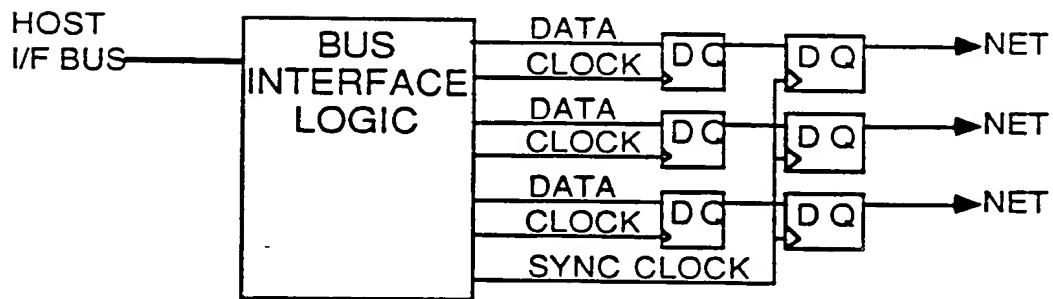 HOST
I/F BUS
BUS
INTERFACE
LOGIC
DATA
CLOCK
D Q
D Q
NET
DATA
CLOCK
D Q
D Q
NET
DATA
CLOCK
D Q
D Q
NET
SYNC CLOCK